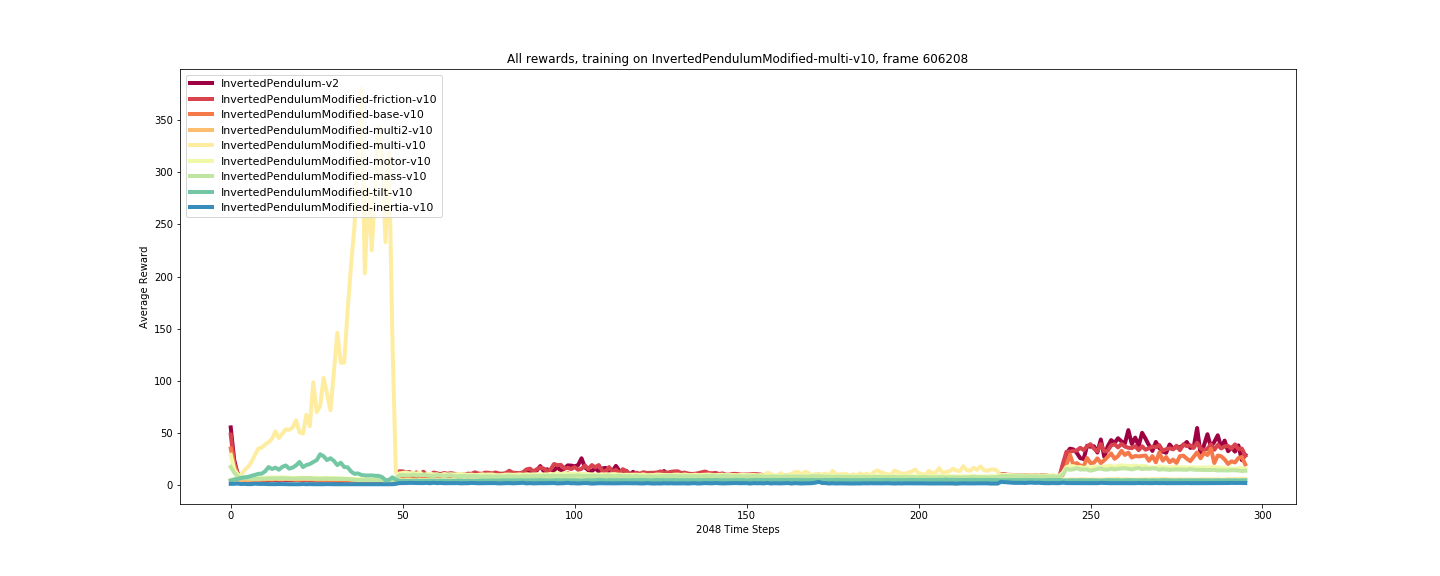 All rewards, training on InvertedPendulumModified-multi-v10, frame 606208
InvertedPendulum-v2
InvertedPendulumModified-friction-v10
InvertedPendulumModified-base-v10
InvertedPendulumModified-multi2-v10
InvertedPendulumModified-multi-v10
InvertedPendulumModified-motor-v10
InvertedPendulumModified-mass-v10
InvertedPendulumModified-tilt-v10
InvertedPendulumModified-inertia-v10
350
300
250
200
150
100
50
0
Average Reward
0 50 100 150 200 250 300
2048 Time Steps